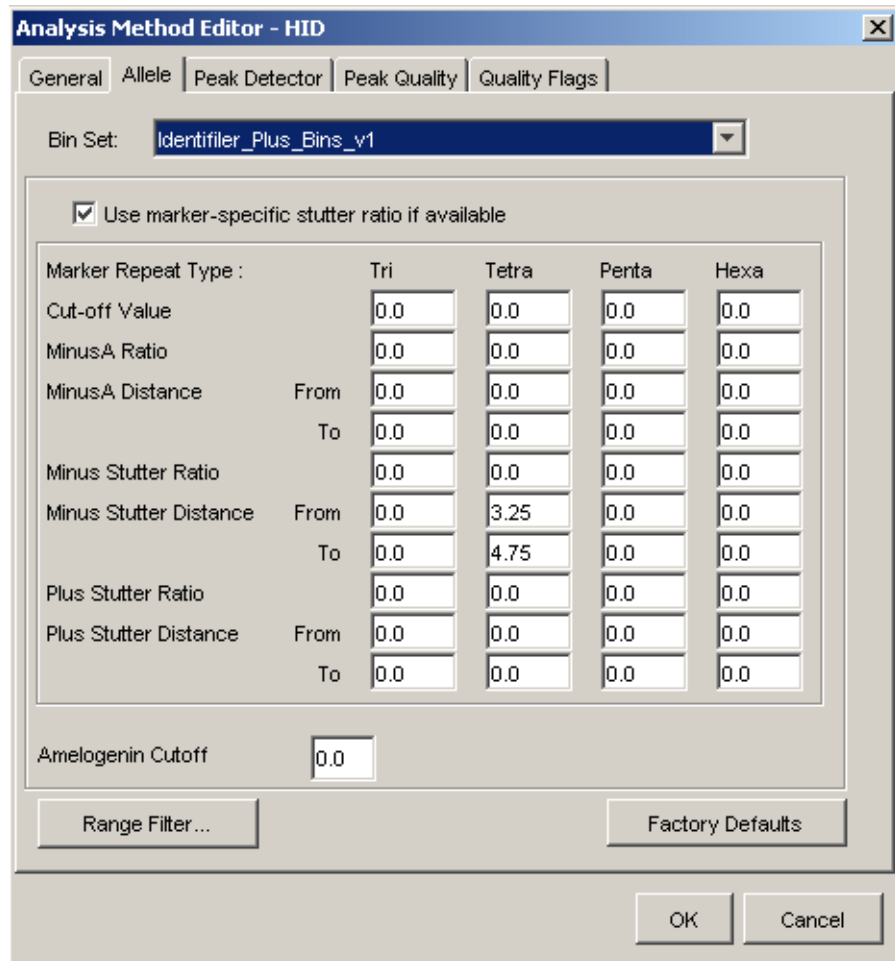 Analysis Method Editor - HID
General Allele Peak Detector Peak Quality Quality Flags
Bin Set: Identifiler_Plus_Bins_v1
Use marker-specific stutter ratio if available
Marker Repeat Type : Tri Tetra Penta Hexa
Cut-off Value 0.0 0.0 0.0 0.0
MinusA Ratio 0.0 0.0 0.0 0.0
MinusA Distance From 0.0 0.0 0.0 0.0
To 0.0 0.0 0.0 0.0
Minus Stutter Ratio 0.0 0.0 0.0 0.0
Minus Stutter Distance From 0.0 3.25 0.0 0.0
To 0.0 4.75 0.0 0.0
Plus Stutter Ratio 0.0 0.0 0.0 0.0
Plus Stutter Distance From 0.0 0.0 0.0 0.0
To 0.0 0.0 0.0 0.0
Amelogenin Cutoff 0.0
Range Filter... Factory Defaults
OK Cancel